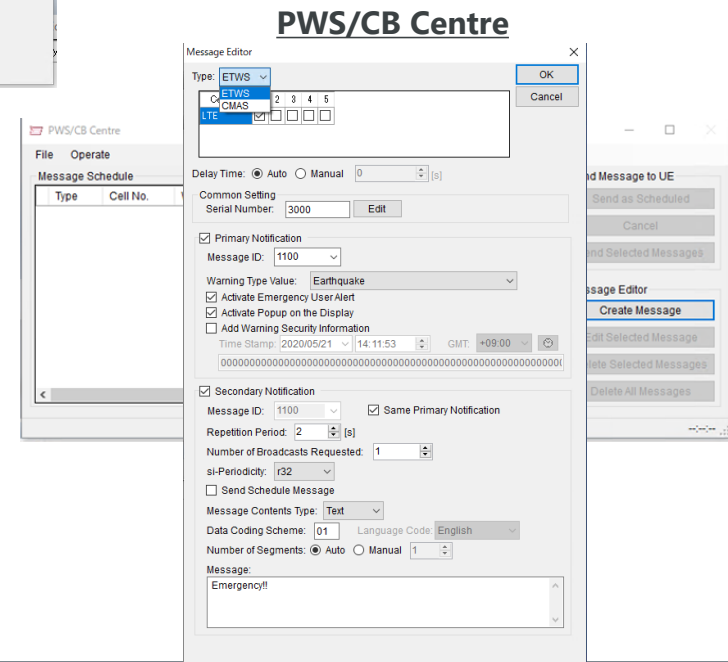 PWS/CB Centre
Message Editor
Type: ETWS
OK
ETWS
CMAS
Cancel
2 3 4 5
LTE
PWS/CB Centre
File Operate
Message Schedule
Type Cell No.
Delay Time: Auto Manual 0 [s]
Common Setting
Serial Number: 3000 Edit
Primary Notification
Message ID: 1100
Warning Type Value: Earthquake
Activate Emergency User Alert
Activate Popup on the Display
Add Warning Security Information
Time Stamp: 2020/05/21 14:11:53 GMT: +09:00
Secondary Notification
Message ID: 1100 Same Primary Notification
Repetition Period: 2 [s]
Number of Broadcasts Requested: 1
si-Periodicity: r32
Send Schedule Message
Message Contents Type: Text
Data Coding Scheme: 01 Language Code: English
Number of Segments: Auto Manual 1
Message:
Emergency!!
nd Message to UE
Send as Scheduled
Cancel
nd Selected Messages
ssage Editor
Create Message
Edit Selected Message
lete Selected Messages
Delete All Messages
--:--:--